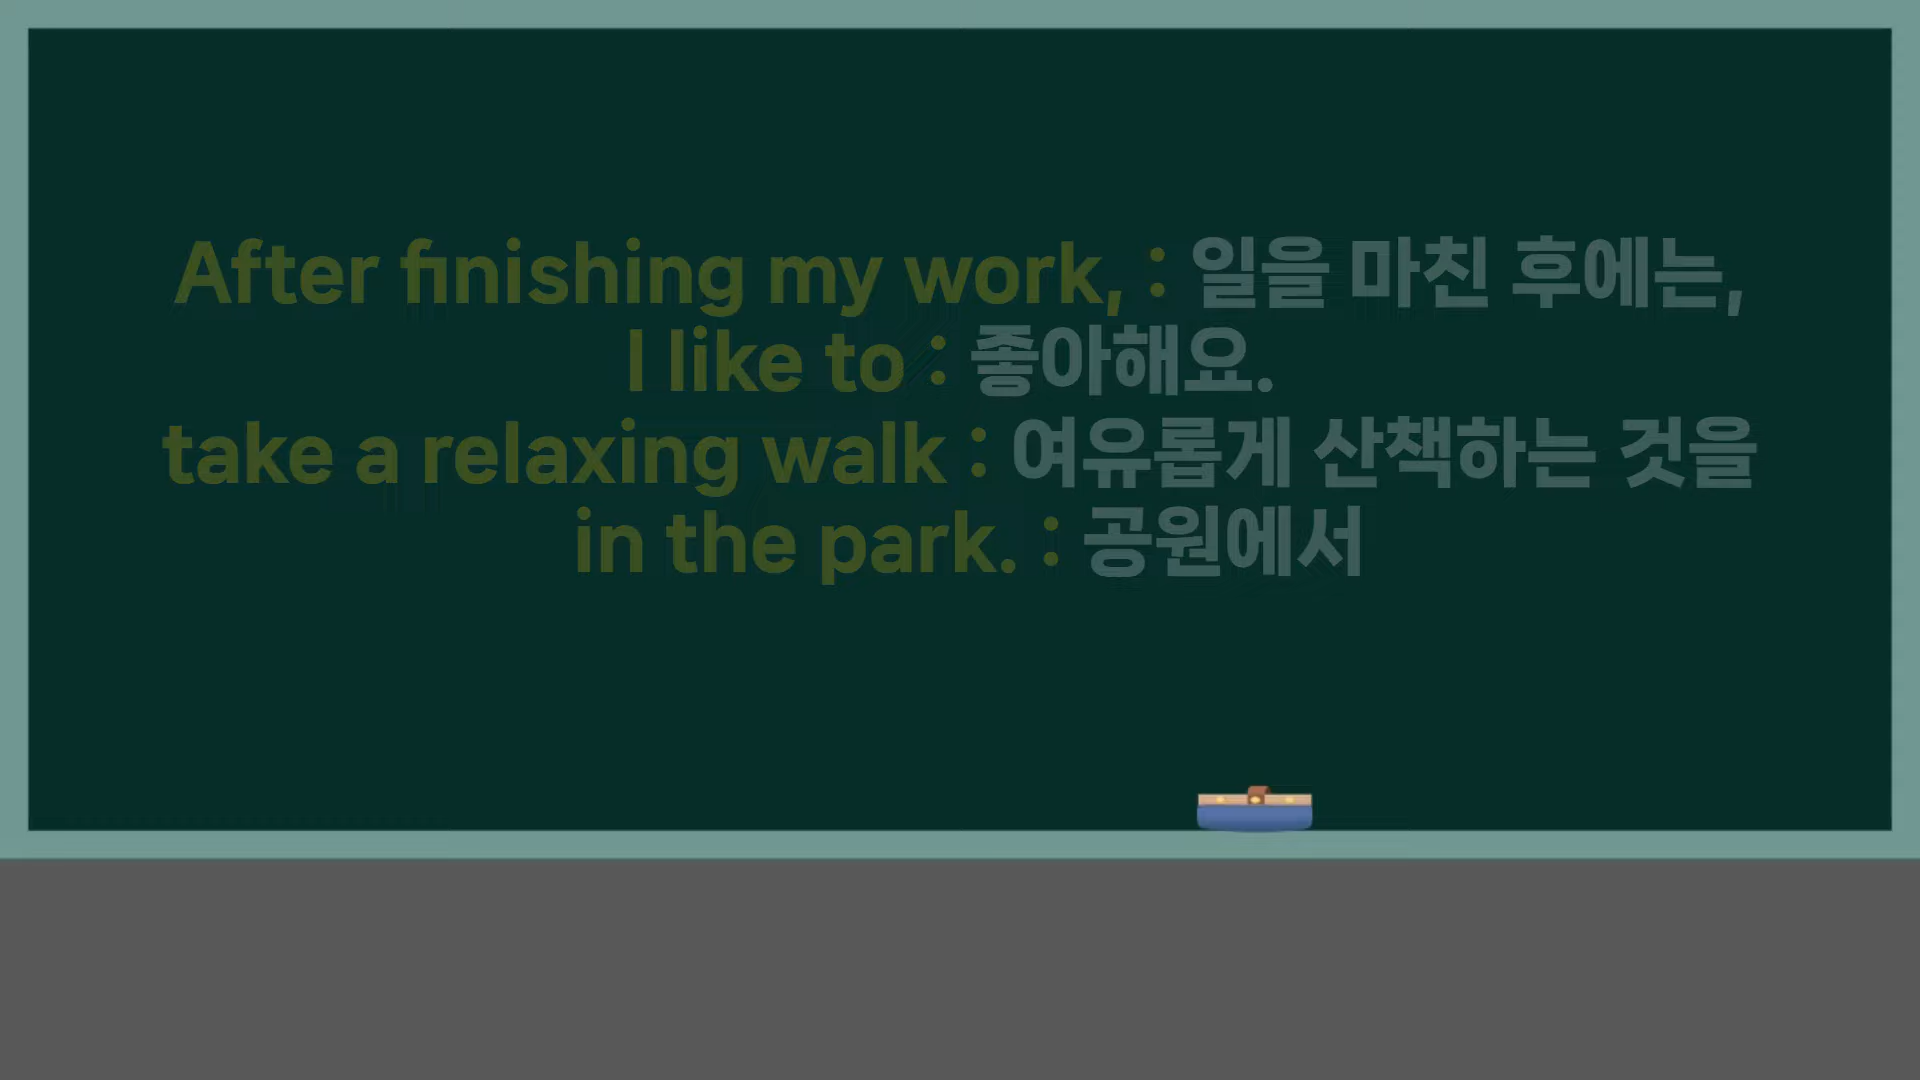 After finishing my work, : 일을 마친 후에는,
I like to : 좋아해요.
take a relaxing walk : 여유롭게 산책하는 것을
in the park. : 공원에서